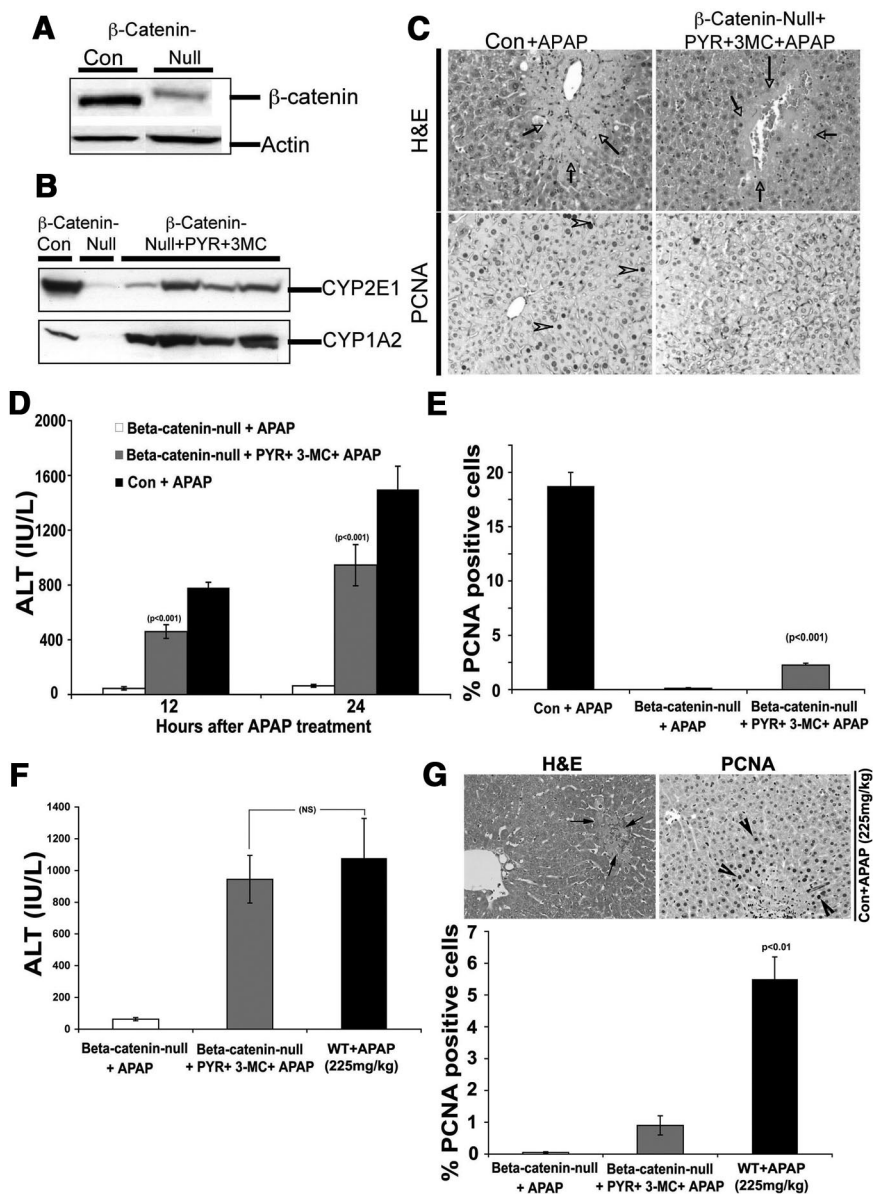 A
β-Catenin-
Con Null
β-catenin
Actin
B
β-Catenin- β-Catenin-
Con Null Null+PYR+3MC
CYP2E1
CYP1A2
C
Con+APAP
β-Catenin-Null+
PYR+3MC+APAP
H&E
PCNA
D
2000
1600
1200
800
400
0
ALT (IU/L)
Beta-catenin-null + APAP
Beta-catenin-null + PYR+ 3-MC+ APAP
Con + APAP
(p<0.001)
(p<0.001)
12 24
Hours after APAP treatment
E
% PCNA positive cells
20
15
10
5
0
(p<0.001)
Con + APAP
Beta-catenin-null
+ APAP
Beta-catenin-null
+ PYR+ 3-MC+ APAP
F
ALT (IU/L)
1400
1200
1000
800
600
400
200
0
(NS)
Beta-catenin-null
+ APAP
Beta-catenin-null
+ PYR+ 3-MC+ APAP
WT+APAP
(225mg/kg)
G
H&E PCNA
Con+APAP (225mg/kg)
% PCNA positive cells
7
6
5
4
3
2
1
0
p<0.01
Beta-catenin-null
+ APAP
Beta-catenin-null
+ PYR+ 3-MC+ APAP
WT+APAP
(225mg/kg)